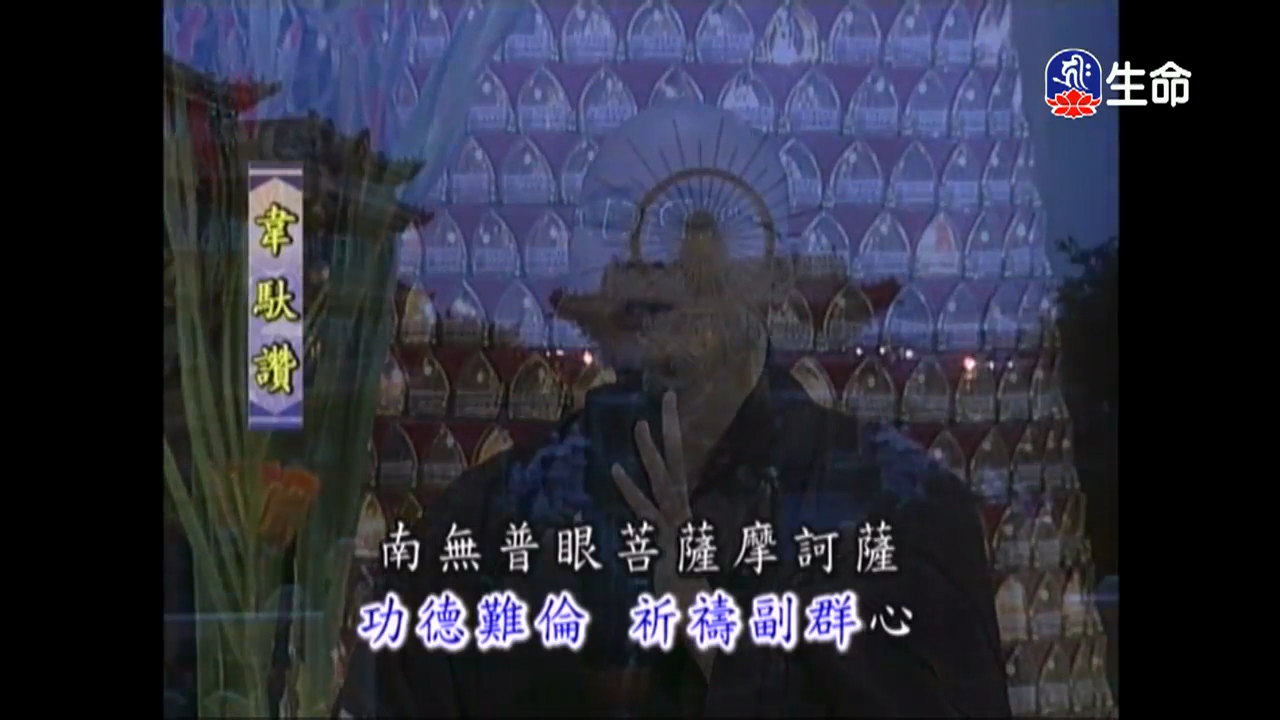 生命
韋馱讚
南無普眼菩薩摩訶薩
功德難倫 祈禱副群心